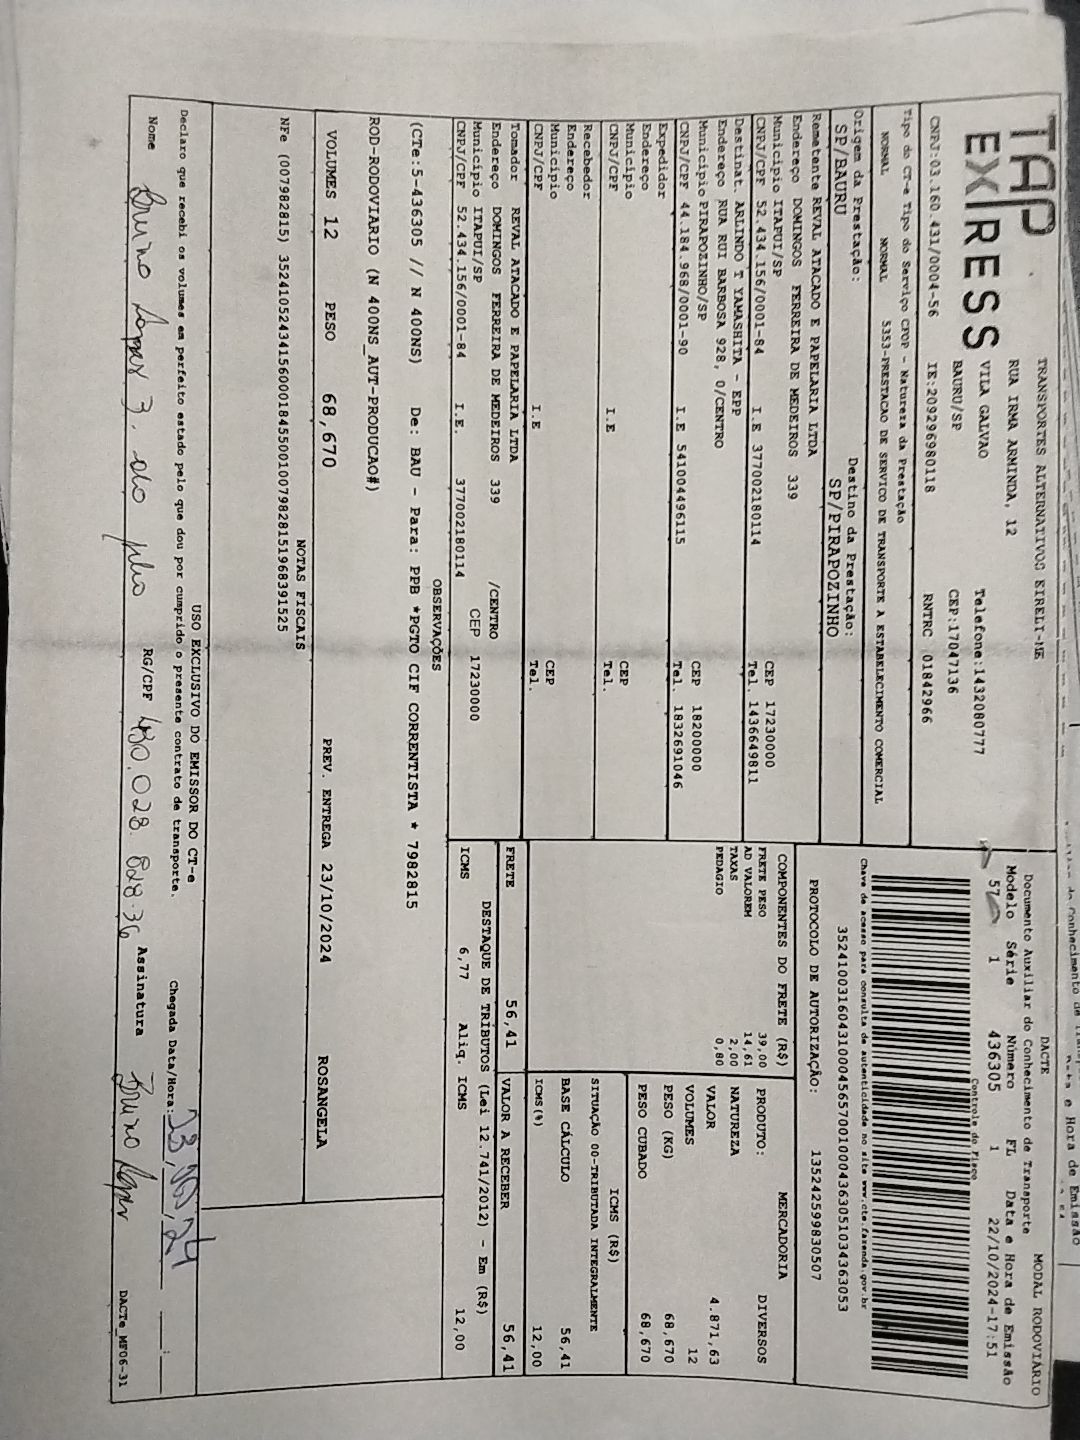 TAP
EXPRESS
TRANSPORTES ALTERNATIVOS EIRELI-ME
RUA IRMA ARMINDA, 12
VILA GALVAO Telefone:1432080777
BAURU/SP CEP:17047136
CNPJ:03.160.431/0004-56 IE:209296980118 RNTRC 01842966
DACTE MODAL RODOVIARIO
Documento Auxiliar do Conhecimento de Transporte
Modelo Série Número FL Data e Hora de Emissão
57 1 436305 1 22/10/2024-17:51
Controle do Fisco
Chave de acesso para consulta de autenticidade no site www.cte.fazenda.gov.br
35241003160431000456570010004363051034363053
PROTOCOLO DE AUTORIZAÇÃO: 135242599830507
Tipo do CT-e Tipo do Serviço CFOP - Natureza da Prestação
NORMAL NORMAL 5353-PRESTACAO DE SERVICO DE TRANSPORTE A ESTABELECIMENTO COMERCIAL
Origem da Prestação: Destino da Prestação:
SP/BAURU SP/PIRAPOZINHO
Remetente REVAL ATACADO E PAPELARIA LTDA
Endereço DOMINGOS FERREIRA DE MEDEIROS 339
Município ITAPUI/SP CEP 17230000
CNPJ/CPF 52.434.156/0001-84 I.E 377002180114 Tel. 1436649811
Destinat. ARLINDO T YAMASHITA - EPP
Endereço RUA RUI BARBOSA 928, 0/CENTRO
Município PIRAPOZINHO/SP CEP 18200000
CNPJ/CPF 44.184.968/0001-90 I.E 541004496115 Tel. 1832691046
Expedidor
Endereço
Município CEP
CNPJ/CPF I.E Tel.
Recebedor
Endereço
Município CEP
CNPJ/CPF I.E Tel.
Tomador REVAL ATACADO E PAPELARIA LTDA
Endereço DOMINGOS FERREIRA DE MEDEIROS 339 /CENTRO
Município ITAPUI/SP CEP 17230000
CNPJ/CPF 52.434.156/0001-84 I.E. 377002180114
COMPONENTES DO FRETE (R$)
FRETE PESO 39,00
AD VALOREM 14,61
TAXAS 2,00
PEDAGIO 0,80
FRETE 56,41
MERCADORIA
PRODUTO: DIVERSOS
NATUREZA
VALOR 4.871,63
VOLUMES 12
PESO (KG) 68,670
PESO CUBADO 68,670
ICMS (R$)
SITUAÇÃO 00-TRIBUTADA INTEGRALMENTE
BASE CÁLCULO 56,41
ICMS(%) 12,00
VALOR A RECEBER 56,41
DESTAQUE DE TRIBUTOS (Lei 12.741/2012) - Em (R$)
ICMS 6,77 Aliq. ICMS 12,00
OBSERVAÇÕES
(CTe:5-436305 // N 400NS) De: BAU - Para: PPB *PGTO CIF CORRENTISTA * 7982815
ROD-RODOVIARIO (N 400NS_AUT-PRODUCAO#)
VOLUMES 12 PESO 68,670 PREV. ENTREGA 23/10/2024 ROSANGELA
NOTAS FISCAIS
NFe (007982815) 35241052434156000184550010079828151968391525
USO EXCLUSIVO DO EMISSOR DO CT-e
Declaro que recebi os volumes em perfeito estado pelo que dou por cumprido o presente contrato de transporte. Chegada Data/Hora:
Nome Bruno RG/CPF 430.028.828-36 Assinatura Bruno
DACTe_MF06-31